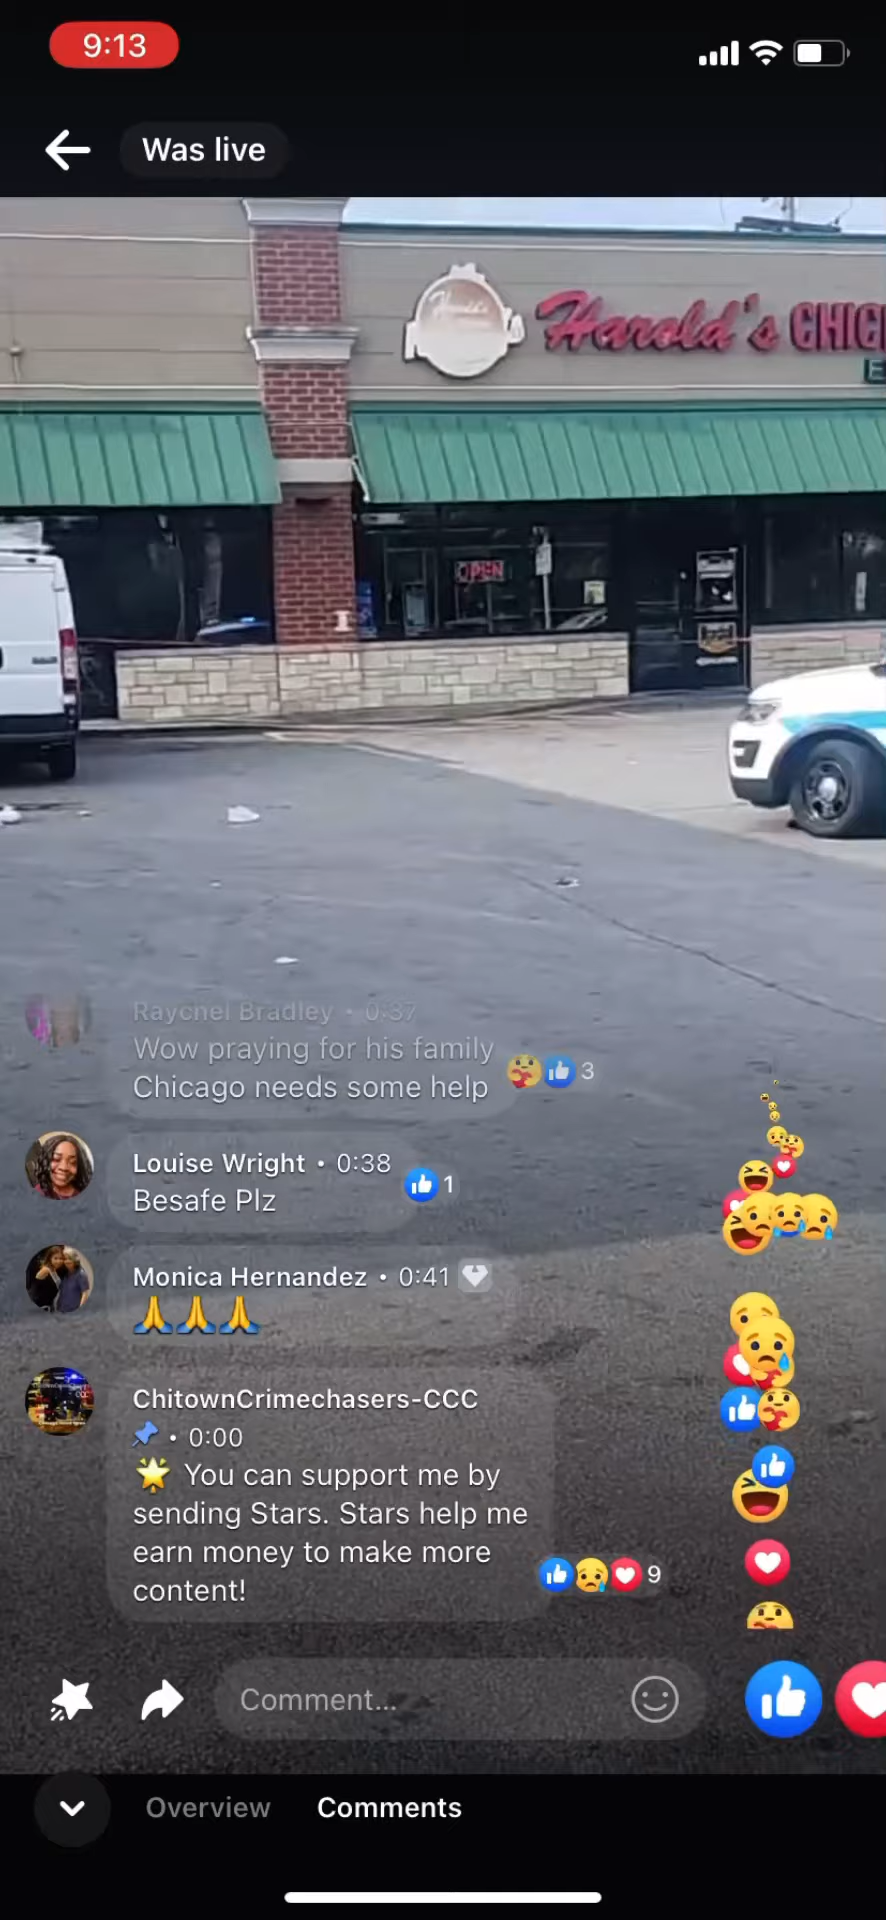 9:13
Was live
Harold's
Harold's CHIC
E
OPEN
Raychel Bradley • 0:37
Wow praying for his family
Chicago needs some help
3
Louise Wright • 0:38
Besafe Plz
1
Monica Hernandez • 0:41
🙏🙏🙏
ChitownCrimechasers-CCC
📌 • 0:00
🌟 You can support me by
sending Stars. Stars help me
earn money to make more
content!
9
Comment...
Overview
Comments